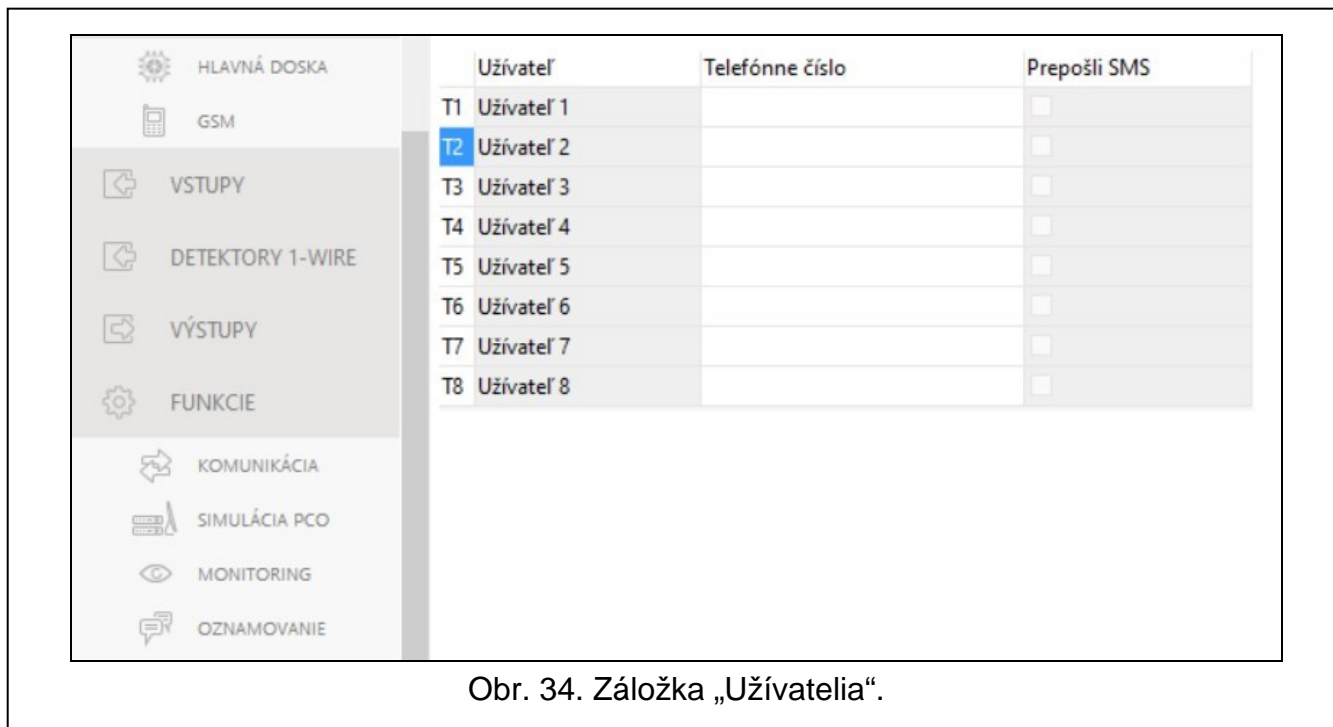 HLAVNÁ DOSKA
GSM
VSTUPY
DETEKTORY 1-WIRE
VÝSTUPY
FUNKCIE
KOMUNIKÁCIA
SIMULÁCIA PCO
MONITORING
OZNAMOVANIE
Užívateľ Telefónne číslo Prepošli SMS
T1 Užívateľ 1
T2 Užívateľ 2
T3 Užívateľ 3
T4 Užívateľ 4
T5 Užívateľ 5
T6 Užívateľ 6
T7 Užívateľ 7
T8 Užívateľ 8
Obr. 34. Záložka „Užívatelia“.